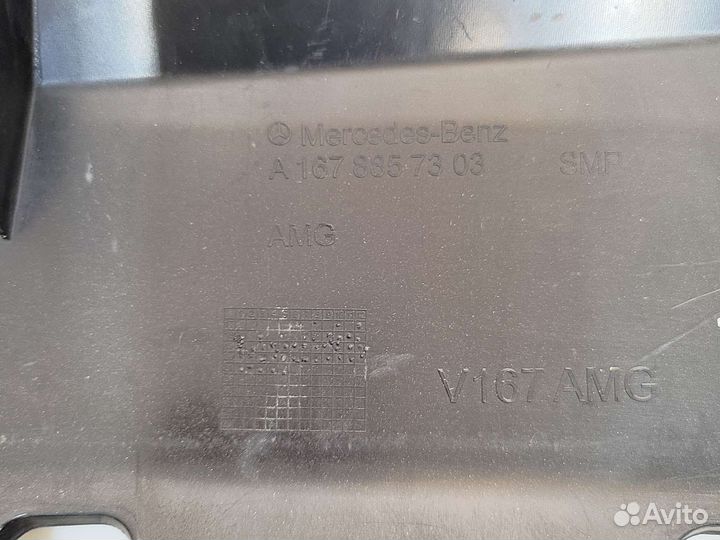 Mercedes-Benz
A 167 885 73 03 SMP
AMG
V167 AMG
Avito